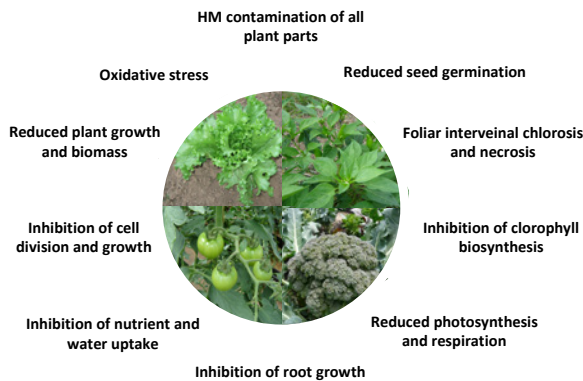 HM contamination of all
plant parts
Oxidative stress
Reduced seed germination
Reduced plant growth
and biomass
Foliar interveinal chlorosis
and necrosis
Inhibition of cell
division and growth
Inhibition of clorophyll
biosynthesis
Inhibition of nutrient and
water uptake
Reduced photosynthesis
and respiration
Inhibition of root growth